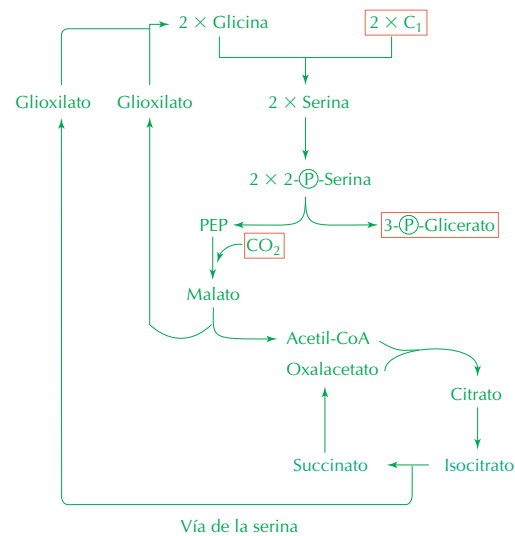 2 × Glicina
2 × C₁
Glioxilato
Glioxilato
2 × Serina
2 × 2-Ⓟ-Serina
PEP
3-Ⓟ-Glicerato
CO₂
Malato
Acetil-CoA
Oxalacetato
Citrato
Succinato
Isocitrato
Vía de la serina